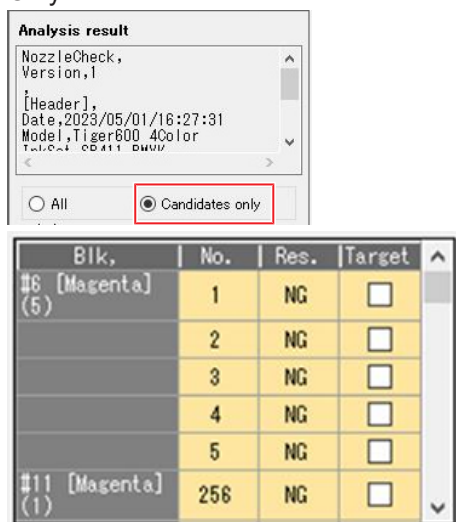 Analysis result
NozzleCheck,
Version,1
,
[Header],
Date,2023/05/01/16:27:31
Model,Tiger600 4Color
All
Candidates only
Blk, No. Res. Target
#6 [Magenta] 1 NG
(5)
2 NG
3 NG
4 NG
5 NG
#11 [Magenta] 256 NG
(1)